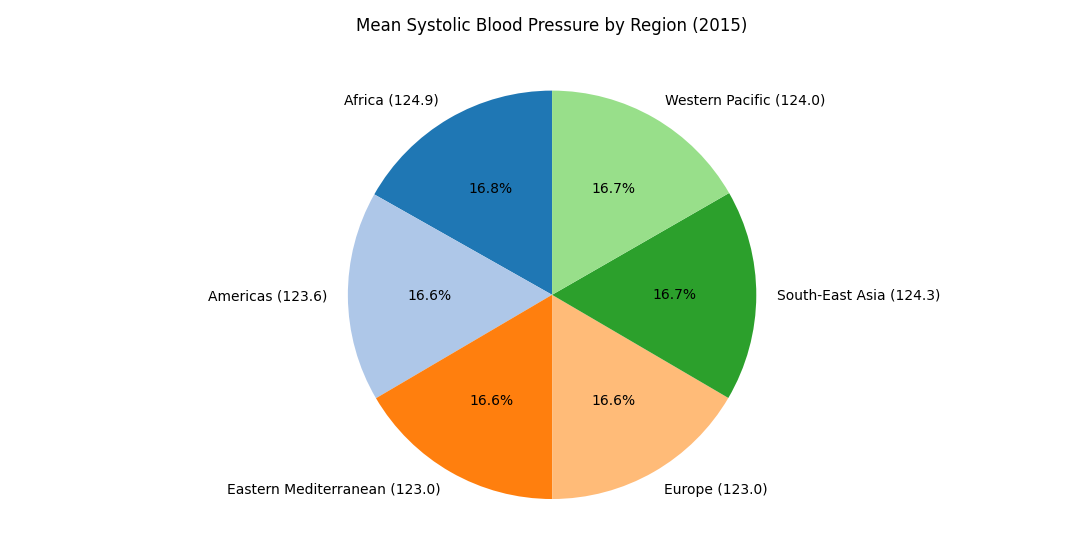 Mean Systolic Blood Pressure by Region (2015)
Africa (124.9)
Western Pacific (124.0)
16.8%
16.7%
Americas (123.6)
16.6%
16.7%
South-East Asia (124.3)
16.6%
16.6%
Eastern Mediterranean (123.0)
Europe (123.0)